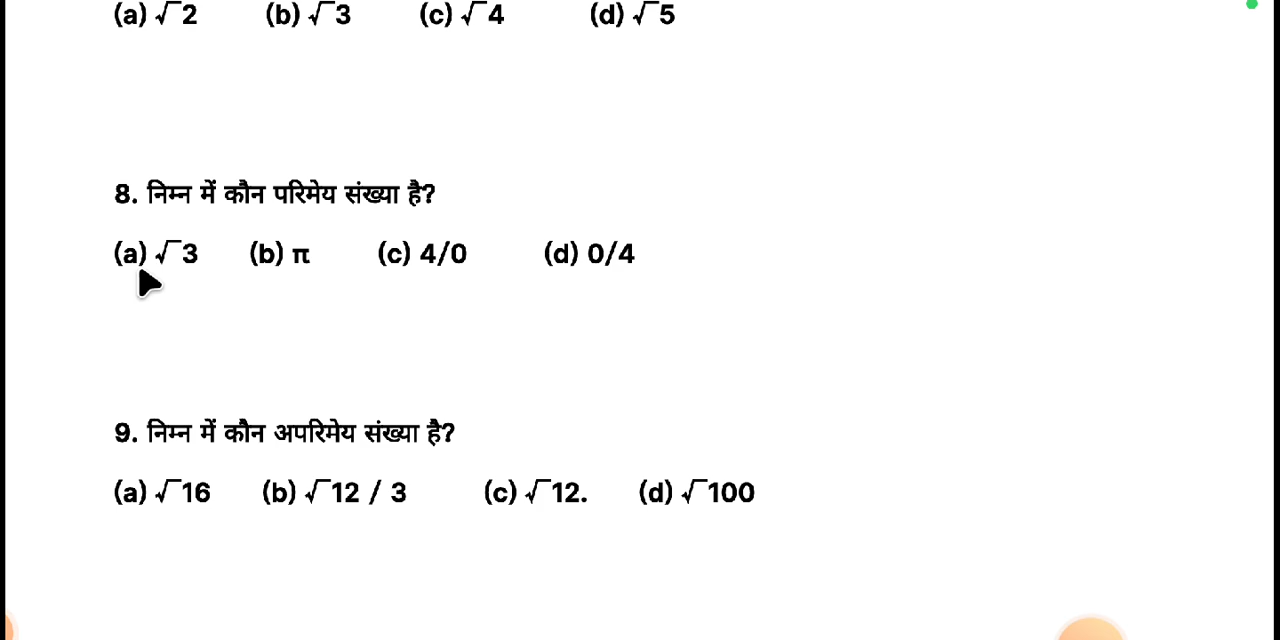 (a) √2 (b) √3 (c) √4 (d) √5
8. निम्न में कौन परिमेय संख्या है?
(a) √3 (b) π (c) 4/0 (d) 0/4
9. निम्न में कौन अपरिमेय संख्या है?
(a) √16 (b) √12 / 3 (c) √12. (d) √100